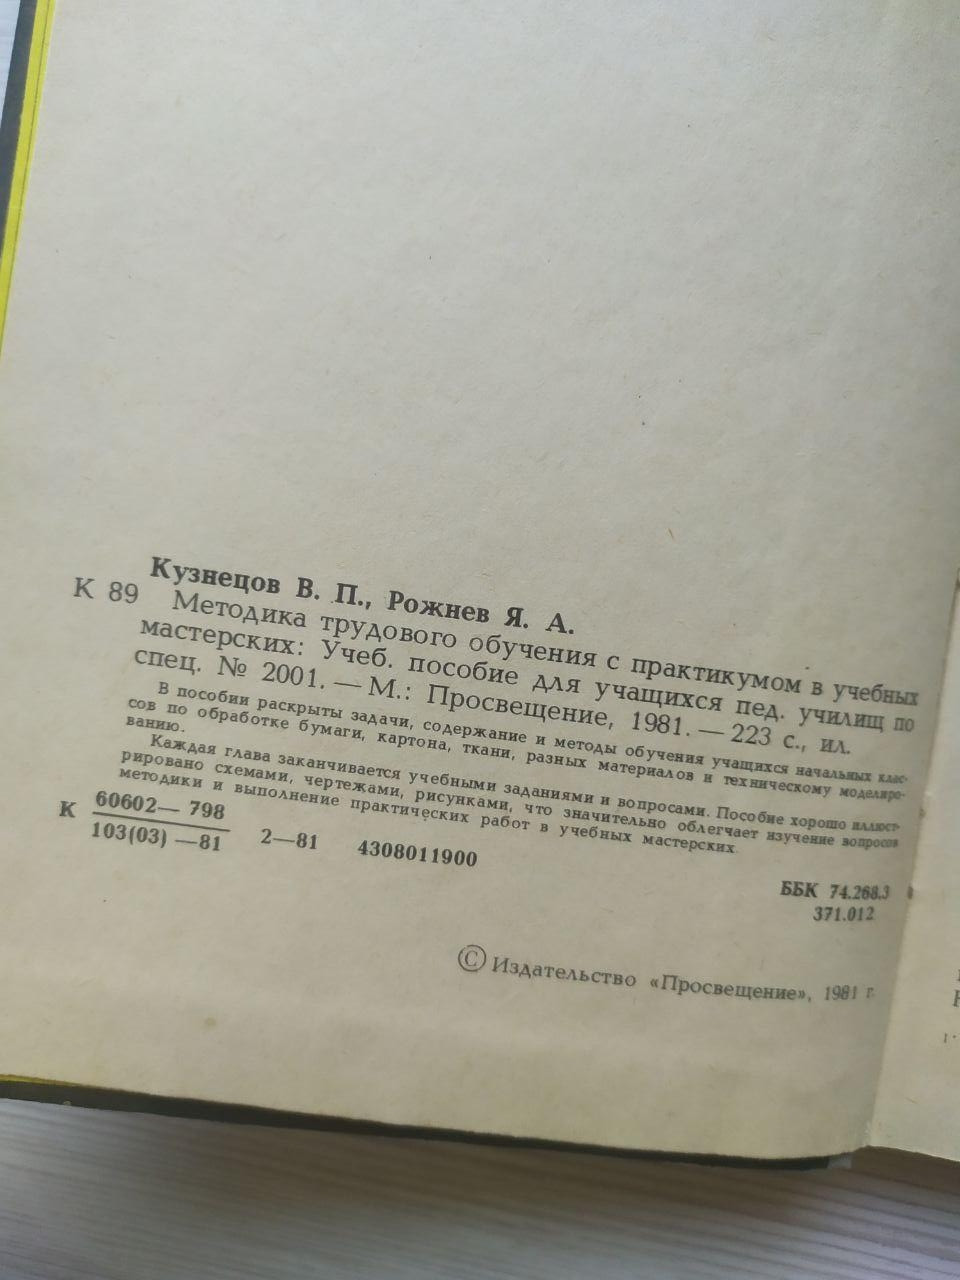 Кузнецов В. П., Рожнев Я. А.
К 89 Методика трудового обучения с практикумом в учебных
мастерских: Учеб. пособие для учащихся пед. училищ по
спец. № 2001. — М.: Просвещение, 1981. — 223 с., ил.
В пособии раскрыты задачи, содержание и методы обучения учащихся начальных клас-
сов по обработке бумаги, картона, ткани, разных материалов и техническому моделиро-
ванию.
Каждая глава заканчивается учебными заданиями и вопросами. Пособие хорошо иллюст-
рировано схемами, чертежами, рисунками, что значительно облегчает изучение вопросов
методики и выполнение практических работ в учебных мастерских.
К 60602— 798
103(03) —81 2—81 4308011900
ББК 74.268.3
371.012
© Издательство «Просвещение», 1981 г.